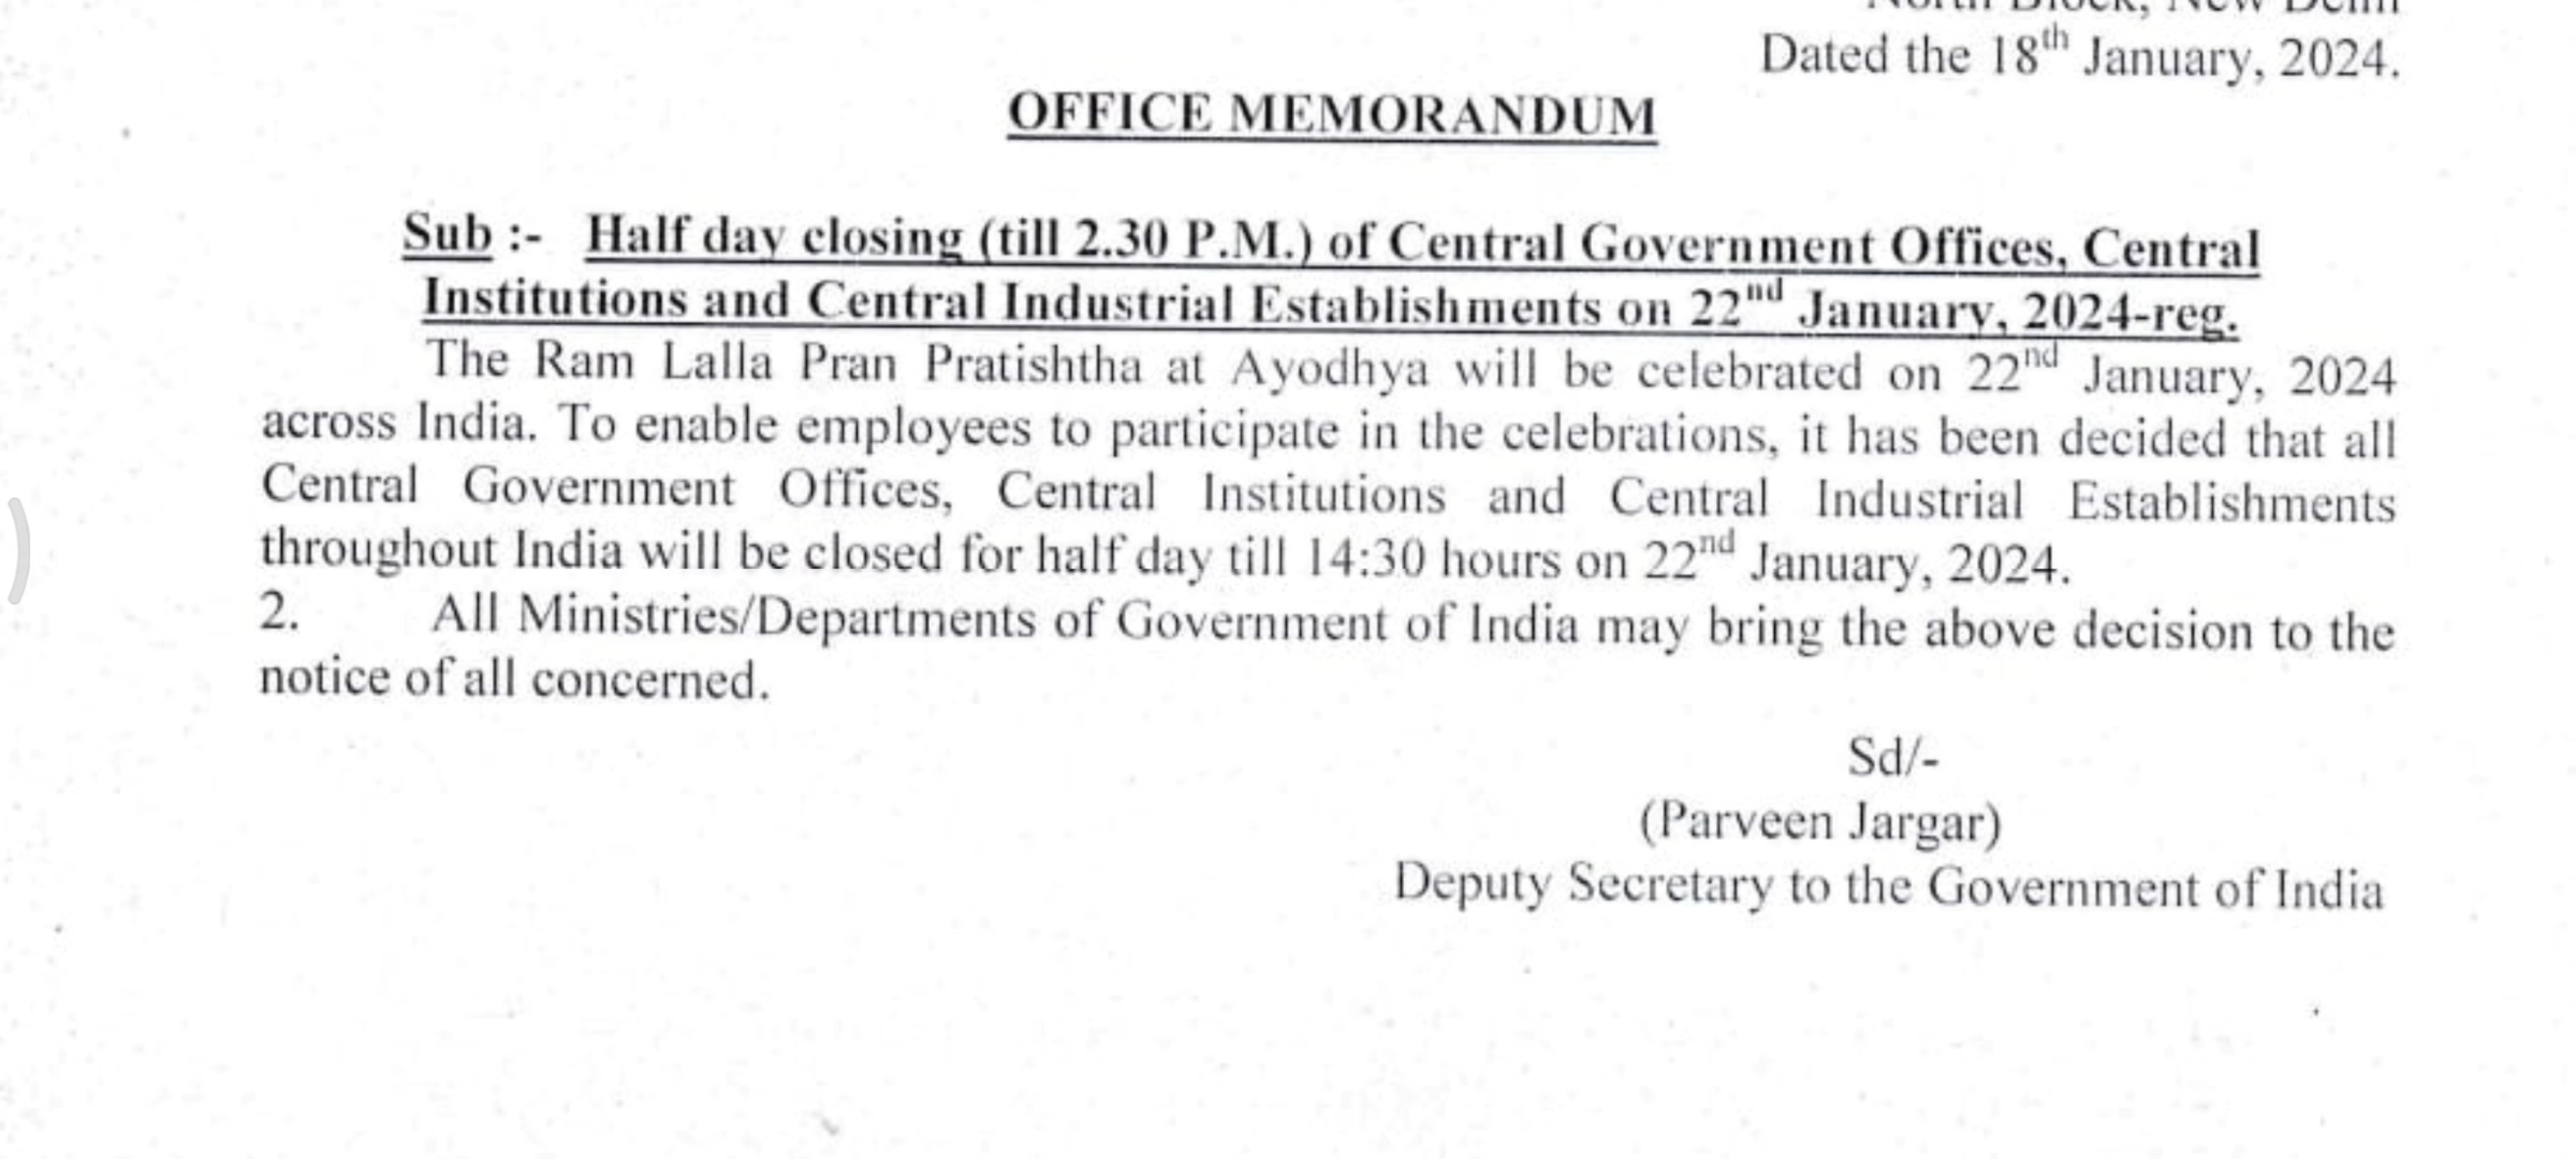 North Block, New Delhi
Dated the 18th January, 2024.
OFFICE MEMORANDUM
Sub :- Half day closing (till 2.30 P.M.) of Central Government Offices, Central
Institutions and Central Industrial Establishments on 22nd January, 2024-reg.
The Ram Lalla Pran Pratishtha at Ayodhya will be celebrated on 22nd January, 2024
across India. To enable employees to participate in the celebrations, it has been decided that all
Central Government Offices, Central Institutions and Central Industrial Establishments
throughout India will be closed for half day till 14:30 hours on 22nd January, 2024.
2. All Ministries/Departments of Government of India may bring the above decision to the
notice of all concerned.
Sd/-
(Parveen Jargar)
Deputy Secretary to the Government of India